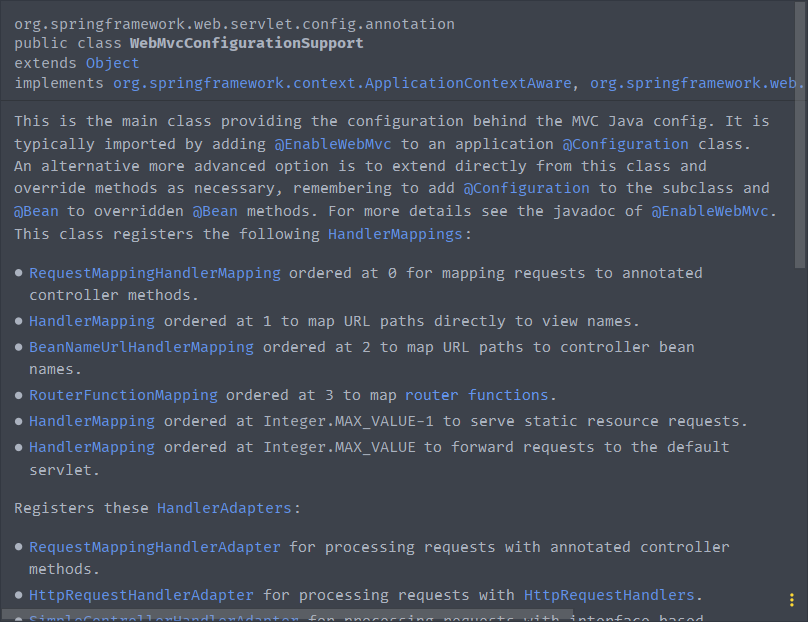 org.springframework.web.servlet.config.annotation
public class WebMvcConfigurationSupport
extends Object
implements org.springframework.context.ApplicationContextAware, org.springframework.web.
This is the main class providing the configuration behind the MVC Java config. It is
typically imported by adding @EnableWebMvc to an application @Configuration class.
An alternative more advanced option is to extend directly from this class and
override methods as necessary, remembering to add @Configuration to the subclass and
@Bean to overridden @Bean methods. For more details see the javadoc of @EnableWebMvc.
This class registers the following HandlerMappings:
● RequestMappingHandlerMapping ordered at 0 for mapping requests to annotated
controller methods.
● HandlerMapping ordered at 1 to map URL paths directly to view names.
● BeanNameUrlHandlerMapping ordered at 2 to map URL paths to controller bean
names.
● RouterFunctionMapping ordered at 3 to map router functions.
● HandlerMapping ordered at Integer.MAX_VALUE-1 to serve static resource requests.
● HandlerMapping ordered at Integer.MAX_VALUE to forward requests to the default
servlet.
Registers these HandlerAdapters:
● RequestMappingHandlerAdapter for processing requests with annotated controller
methods.
● HttpRequestHandlerAdapter for processing requests with HttpRequestHandlers.
● SimpleControllerHandlerAdapter for processing requests with interface-based